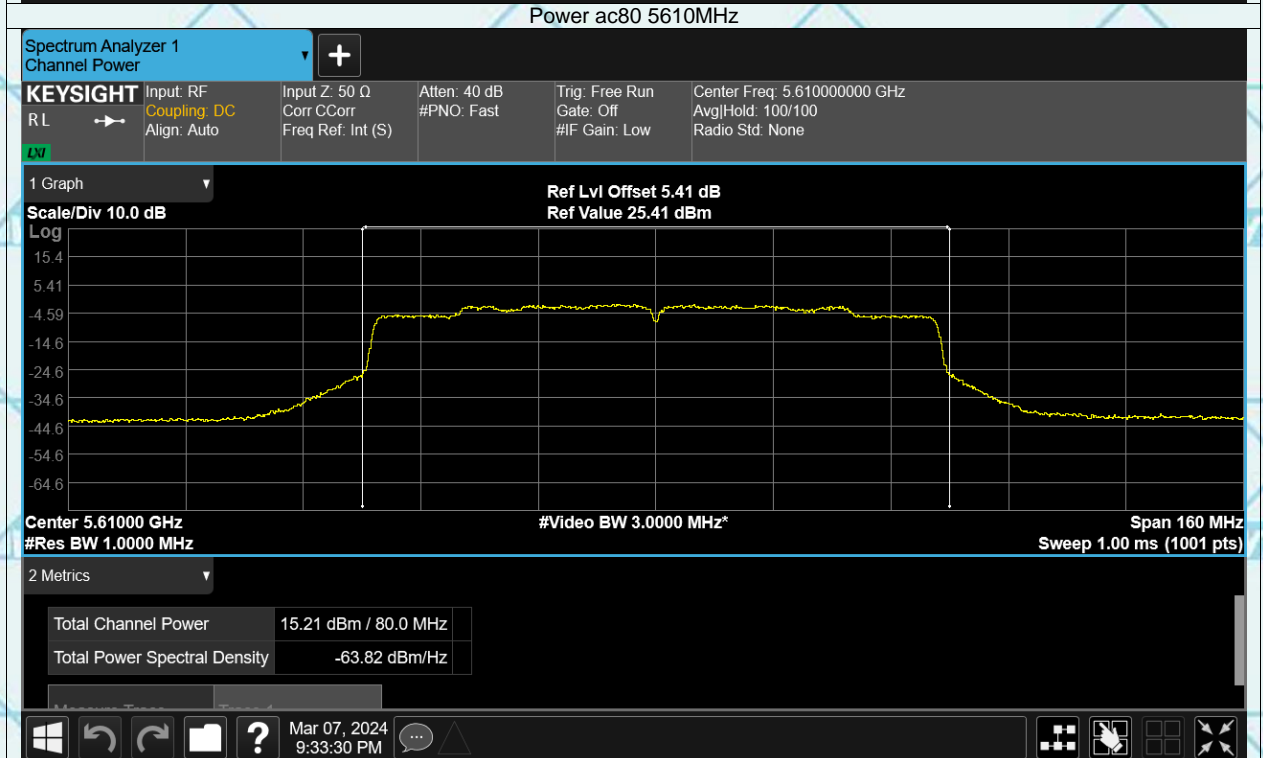 Power ac80 5610MHz
Spectrum Analyzer 1
Channel Power
KEYSIGHT
R L
LXI
Input: RF
Coupling: DC
Align: Auto
Input Z: 50 Ω
Corr CCorr
Freq Ref: Int (S)
Atten: 40 dB
#PNO: Fast
Trig: Free Run
Gate: Off
#IF Gain: Low
Center Freq: 5.610000000 GHz
Avg|Hold: 100/100
Radio Std: None
1 Graph
Scale/Div 10.0 dB
Ref Lvl Offset 5.41 dB
Ref Value 25.41 dBm
Log
15.4
5.41
-4.59
-14.6
-24.6
-34.6
-44.6
-54.6
-64.6
Center 5.61000 GHz
#Res BW 1.0000 MHz
#Video BW 3.0000 MHz*
Span 160 MHz
Sweep 1.00 ms (1001 pts)
2 Metrics
Total Channel Power 15.21 dBm / 80.0 MHz
Total Power Spectral Density -63.82 dBm/Hz
?
Mar 07, 2024
9:33:30 PM